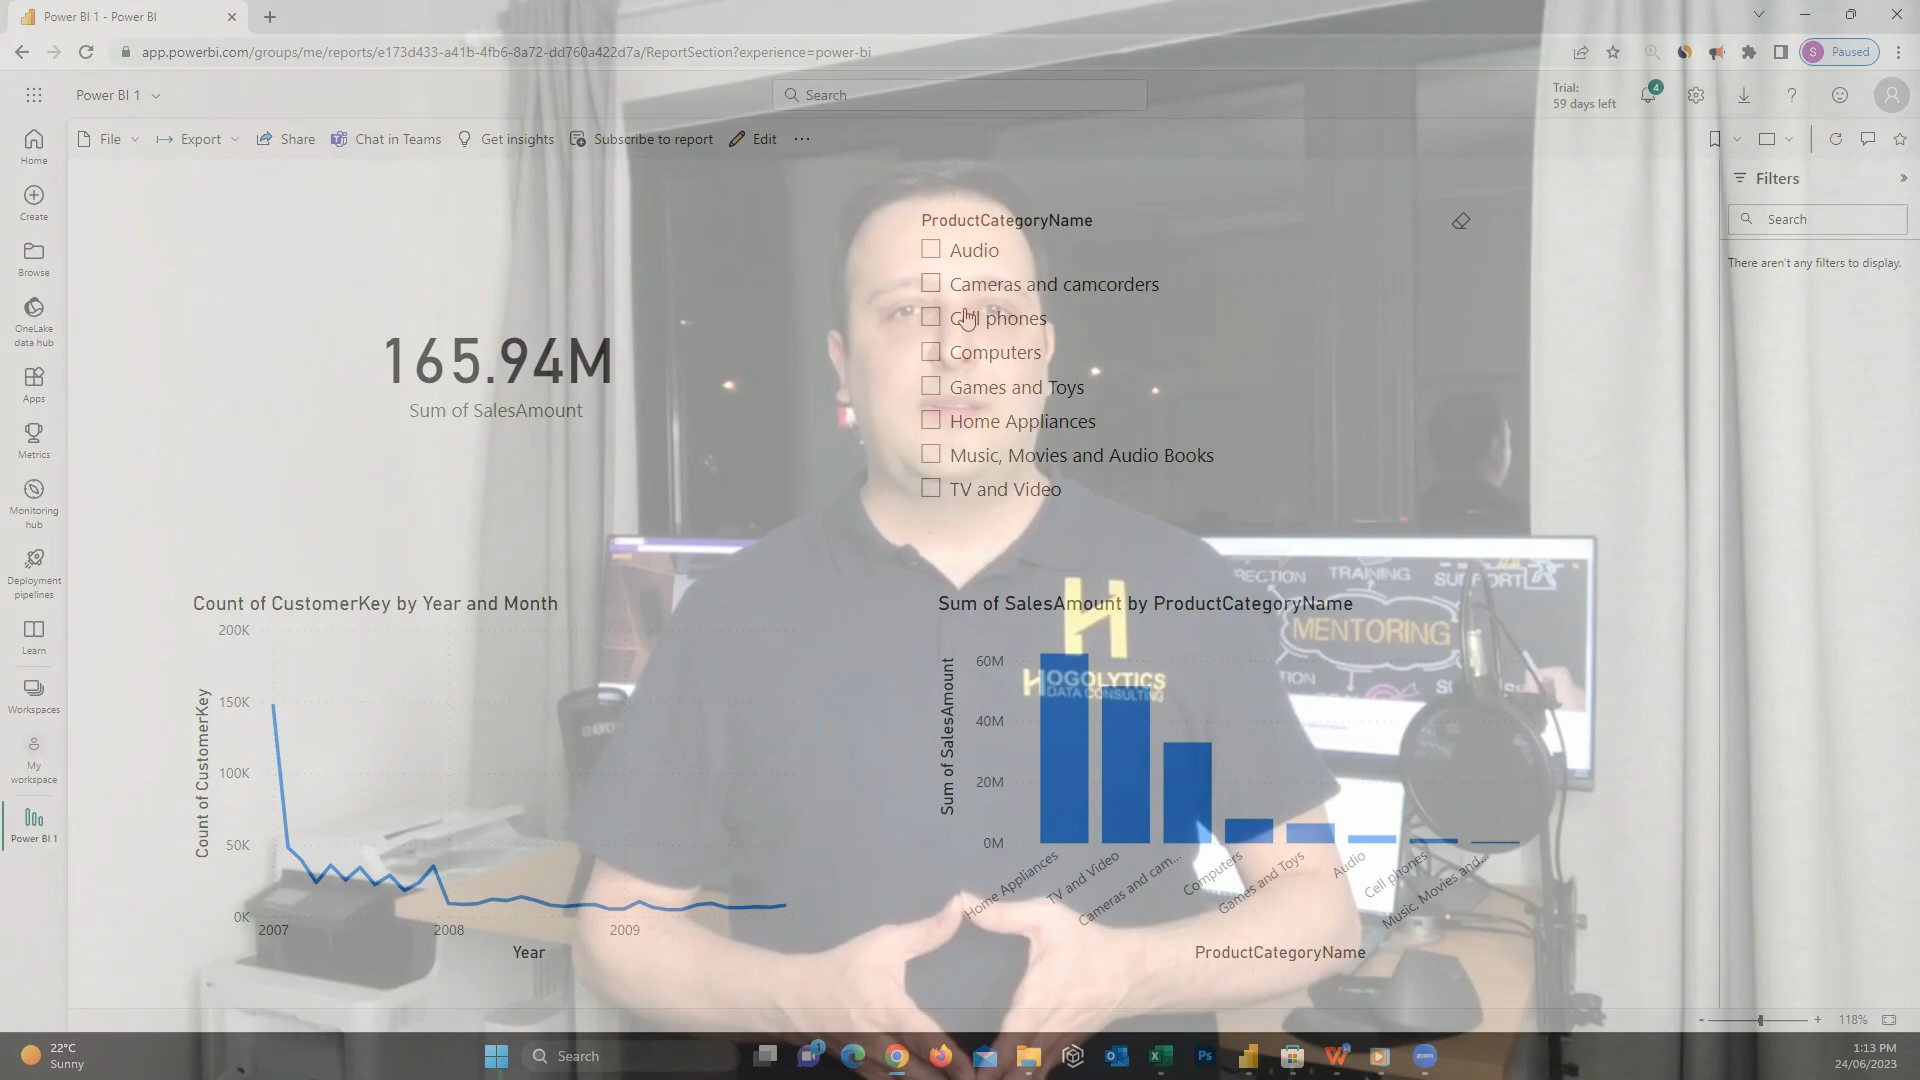 Power BI 1 - Power BI
app.powerbi.com/groups/me/reports/e173d433-a41b-4fb6-8a72-dd760a422d7a/ReportSection?experience=power-bi
S Paused
Power BI 1
Search
Trial:
59 days left
4
File
Export
Share
Chat in Teams
Get insights
Subscribe to report
Edit
Home
Create
Browse
OneLake
data hub
Apps
Metrics
Monitoring
hub
Deployment
pipelines
Learn
Workspaces
My
workspace
Power BI 1
Filters
Search
There aren't any filters to display.
ProductCategoryName
Audio
Cameras and camcorders
Cell phones
Computers
Games and Toys
Home Appliances
Music, Movies and Audio Books
TV and Video
165.94M
Sum of SalesAmount
Count of CustomerKey by Year and Month
200K
150K
100K
50K
0K
Count of CustomerKey
2007
2008
2009
Year
Sum of SalesAmount by ProductCategoryName
60M
40M
20M
0M
Sum of SalesAmount
Home Appliances
TV and Video
Cameras and cam...
Computers
Games and Toys
Audio
Cell phones
Music, Movies and...
ProductCategoryName
H
HOGOLYTICS
DATA CONSULTING
TRAINING
MENTORING
118%
22°C
Sunny
Search
1
Ps
zoom
1:13 PM
24/06/2023